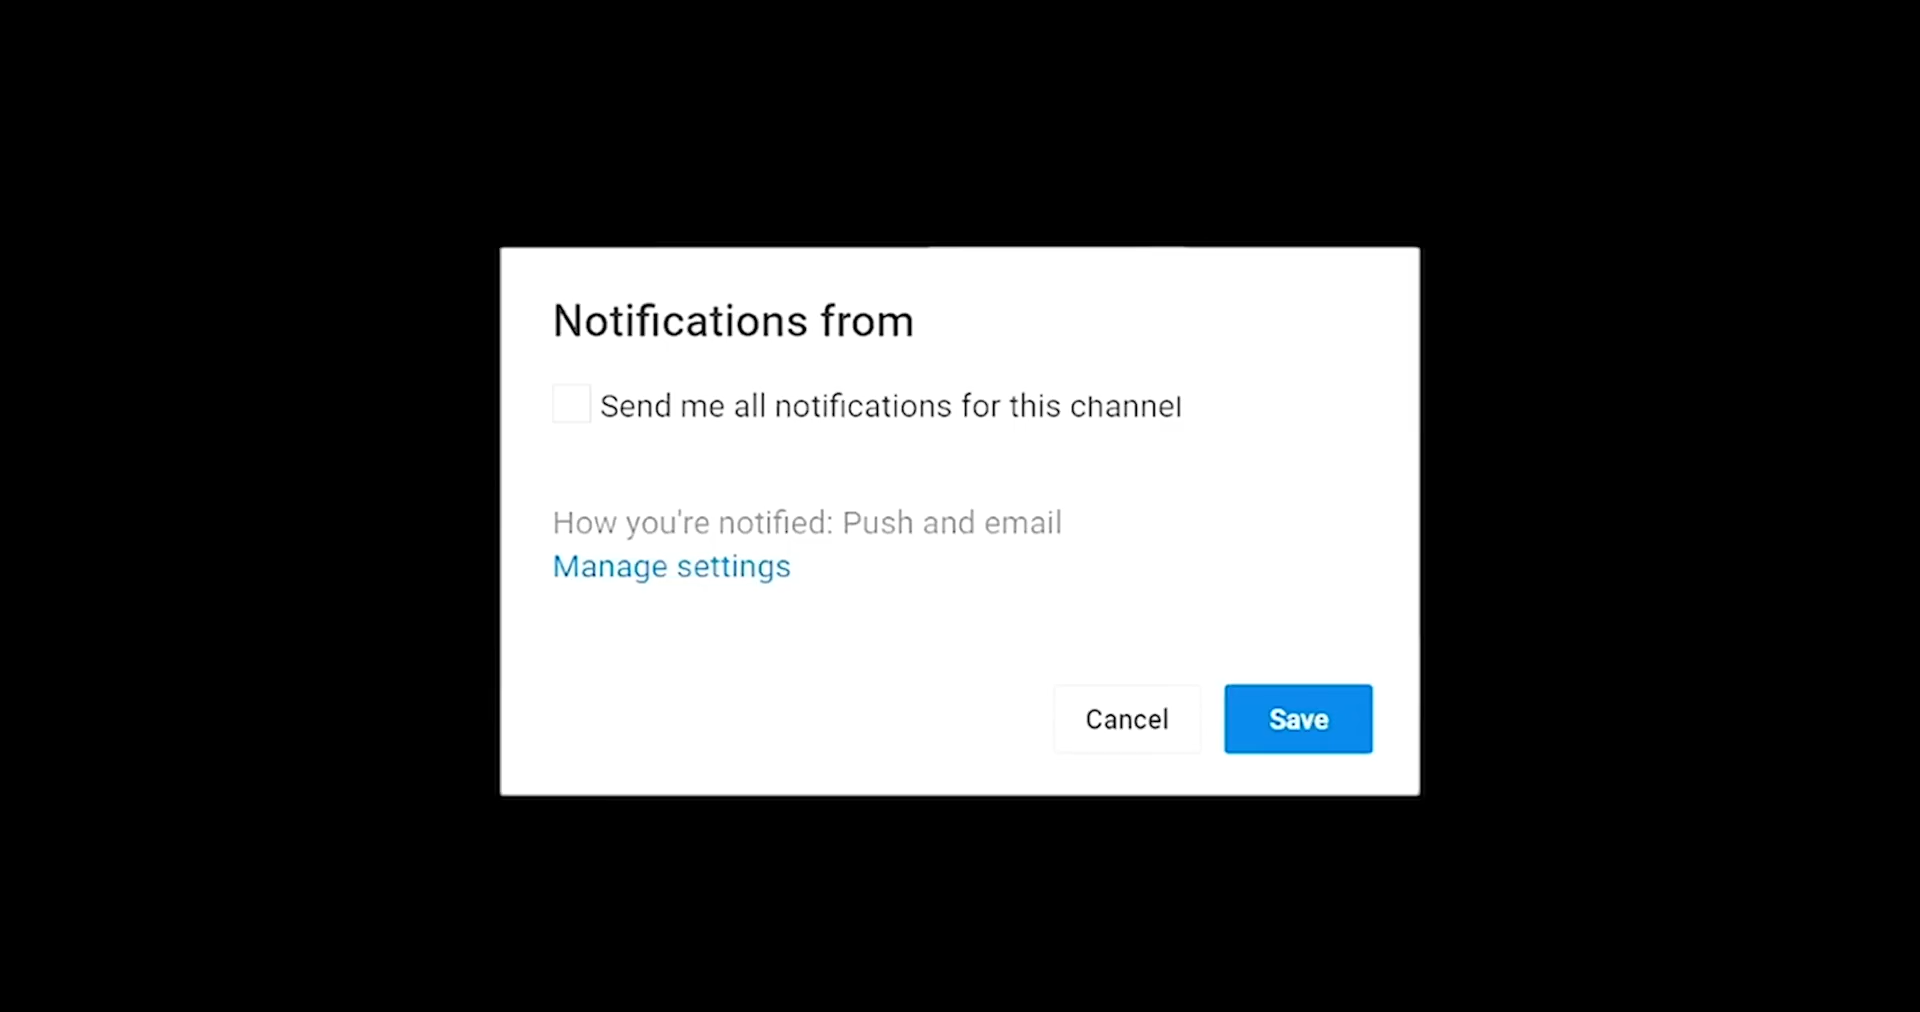 Notifications from
Send me all notifications for this channel
How you're notified: Push and email
Manage settings
Cancel
Save